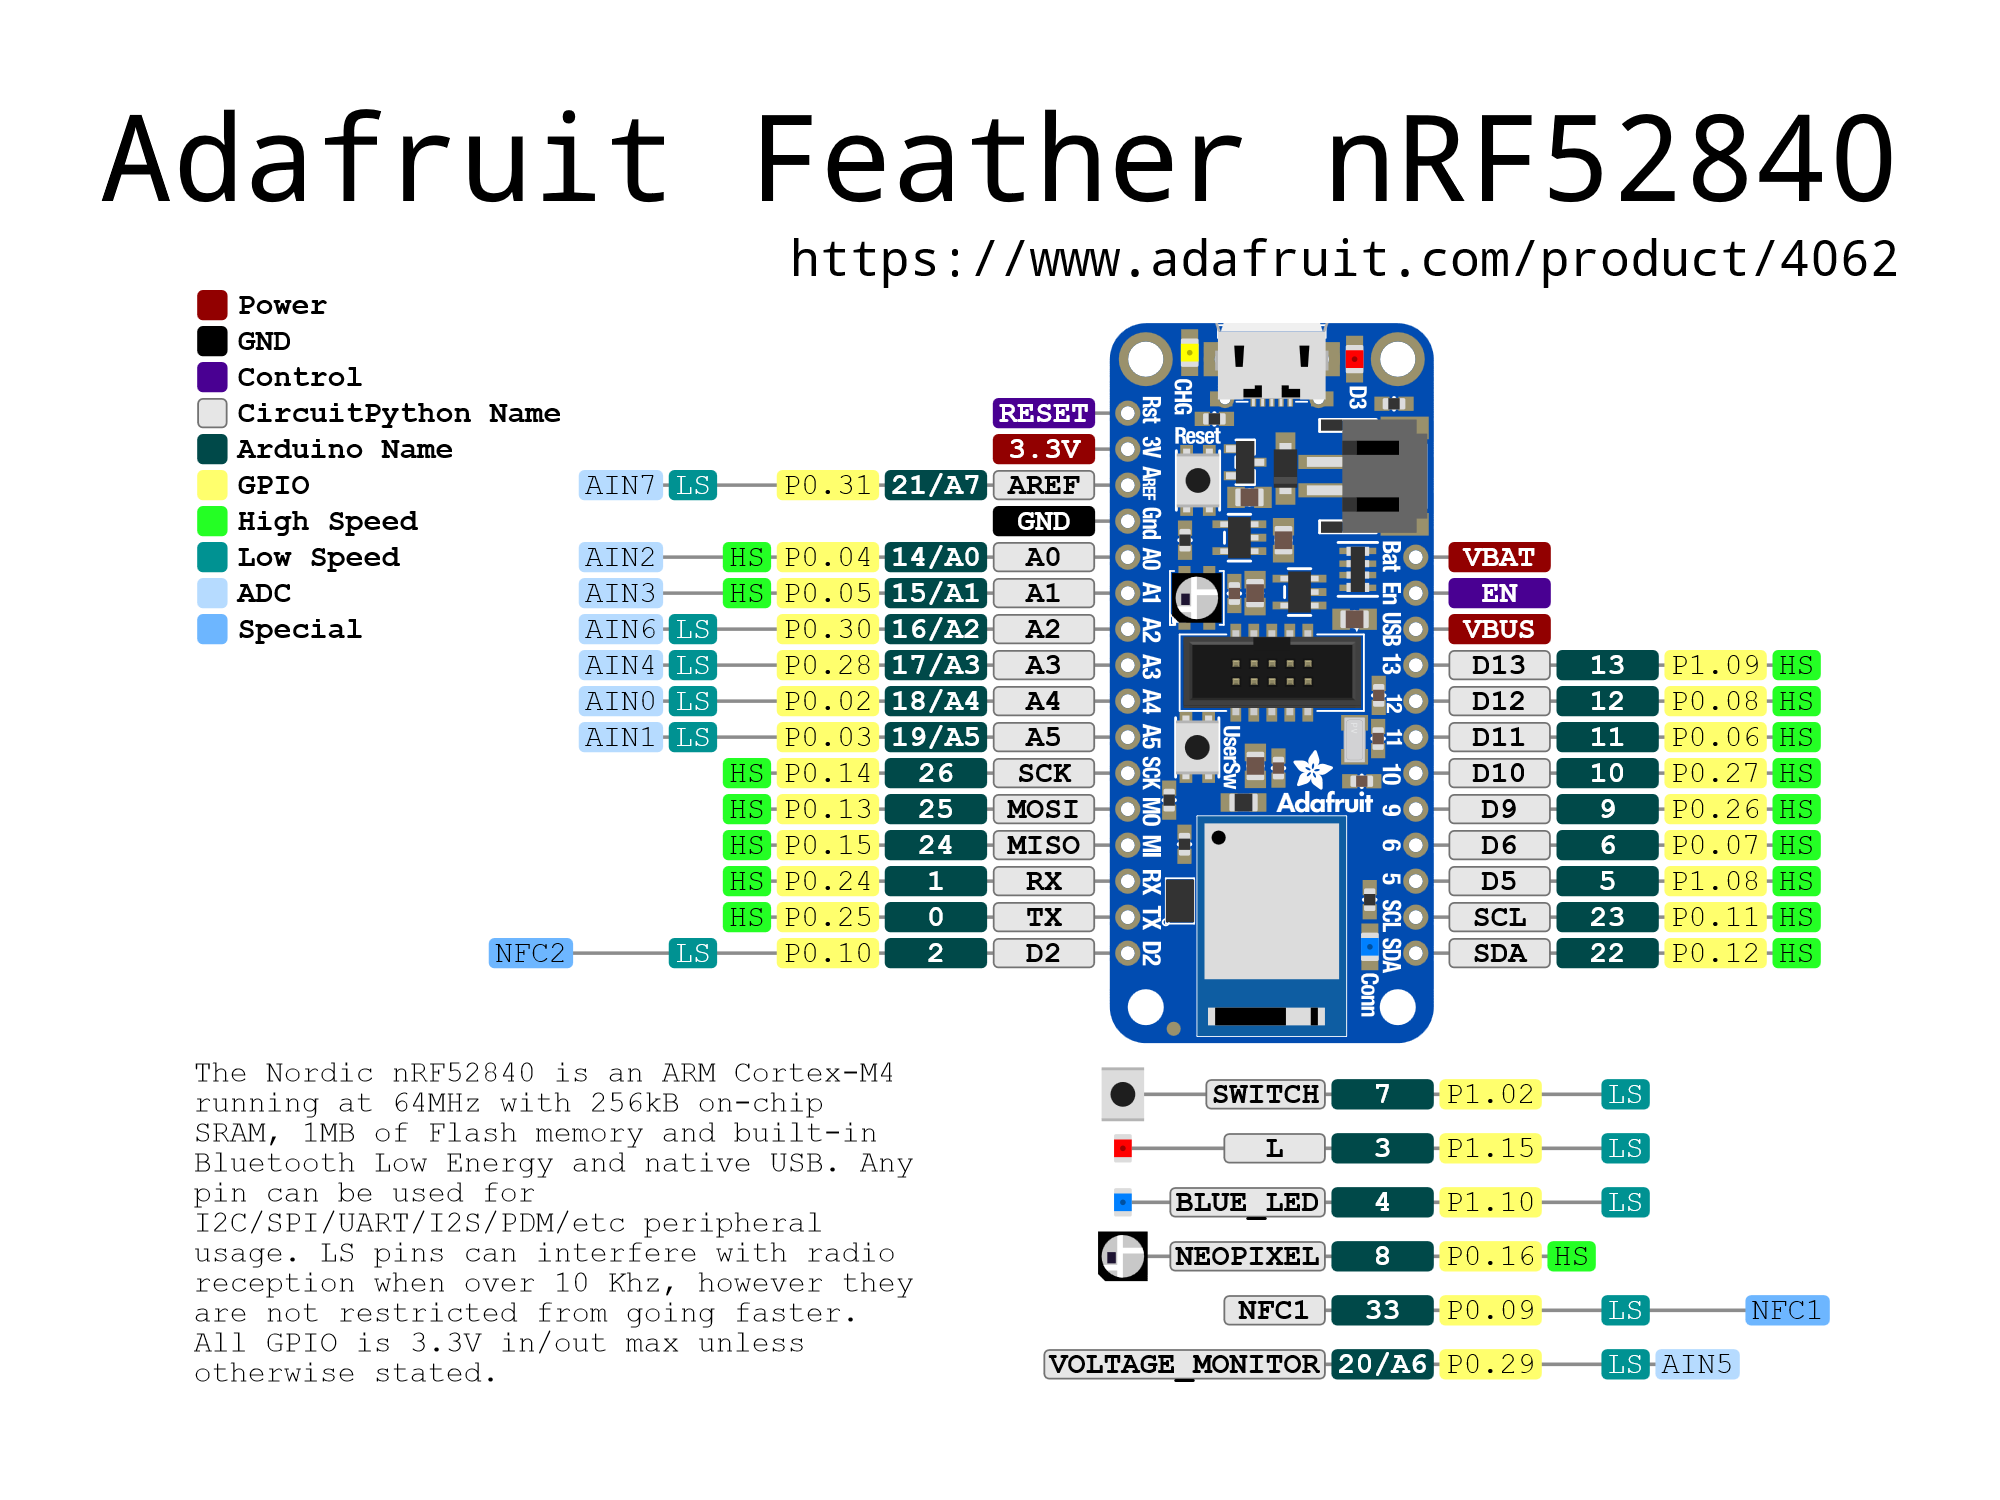 Adafruit Feather nRF52840
https://www.adafruit.com/product/4062
Power
GND
Control
CircuitPython Name
Arduino Name
GPIO
High Speed
Low Speed
ADC
Special
RESET
3.3V
AIN7 LS P0.31 21/A7 AREF
GND
AIN2 HS P0.04 14/A0 A0
AIN3 HS P0.05 15/A1 A1
AIN6 LS P0.30 16/A2 A2
AIN4 LS P0.28 17/A3 A3
AIN0 LS P0.02 18/A4 A4
AIN1 LS P0.03 19/A5 A5
HS P0.14 26 SCK
HS P0.13 25 MOSI
HS P0.15 24 MISO
HS P0.24 1 RX
HS P0.25 0 TX
NFC2 LS P0.10 2 D2
Rst
3V
AREF
Gnd
A0
A1
A2
A3
A4
A5
SCK
MO
MI
RX
TX
D2
CHG
D3
Reset
UserSw
Adafruit
Conn
Bat
En
USB
13
12
11
10
9
6
5
SCL
SDA
VBAT
EN
VBUS
D13 13 P1.09 HS
D12 12 P0.08 HS
D11 11 P0.06 HS
D10 10 P0.27 HS
D9 9 P0.26 HS
D6 6 P0.07 HS
D5 5 P1.08 HS
SCL 23 P0.11 HS
SDA 22 P0.12 HS
The Nordic nRF52840 is an ARM Cortex-M4
running at 64MHz with 256kB on-chip
SRAM, 1MB of Flash memory and built-in
Bluetooth Low Energy and native USB. Any
pin can be used for
I2C/SPI/UART/I2S/PDM/etc peripheral
usage. LS pins can interfere with radio
reception when over 10 Khz, however they
are not restricted from going faster.
All GPIO is 3.3V in/out max unless
otherwise stated.
SWITCH 7 P1.02 LS
L 3 P1.15 LS
BLUE_LED 4 P1.10 LS
NEOPIXEL 8 P0.16 HS
NFC1 33 P0.09 LS NFC1
VOLTAGE_MONITOR 20/A6 P0.29 LS AIN5